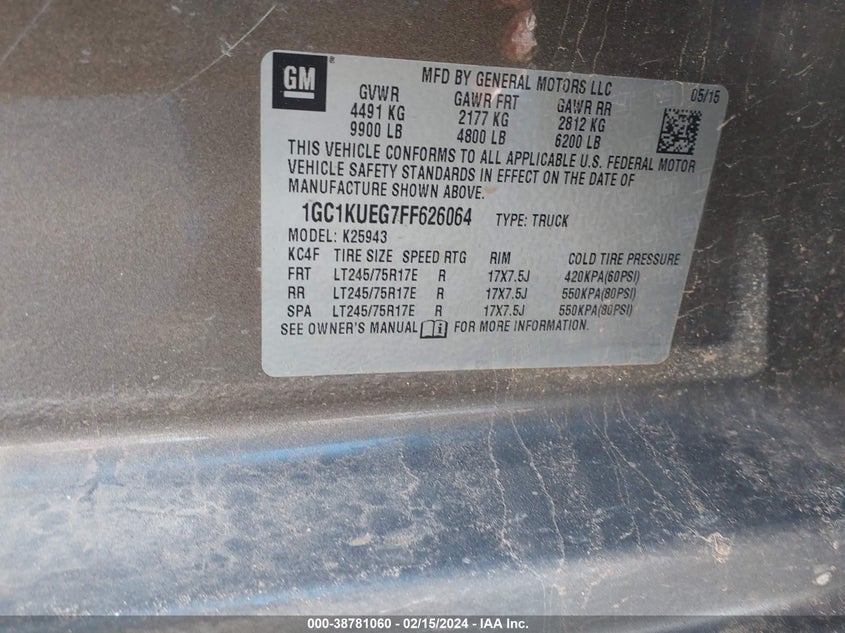 GM
MFD BY GENERAL MOTORS LLC
05/15
GVWR GAWR FRT GAWR RR
4491 KG 2177 KG 2812 KG
9900 LB 4800 LB 6200 LB
THIS VEHICLE CONFORMS TO ALL APPLICABLE U.S. FEDERAL MOTOR
VEHICLE SAFETY STANDARDS IN EFFECT ON THE DATE OF
MANUFACTURE SHOWN ABOVE.
1GC1KUEG7FF626064 TYPE: TRUCK
MODEL: K25943
KC4F TIRE SIZE SPEED RTG RIM COLD TIRE PRESSURE
FRT LT245/75R17E R 17X7.5J 420KPA(60PSI)
RR LT245/75R17E R 17X7.5J 550KPA(80PSI)
SPA LT245/75R17E R 17X7.5J 550KPA(80PSI)
SEE OWNER'S MANUAL FOR MORE INFORMATION.
000-38781060 - 02/15/2024 - IAA Inc.